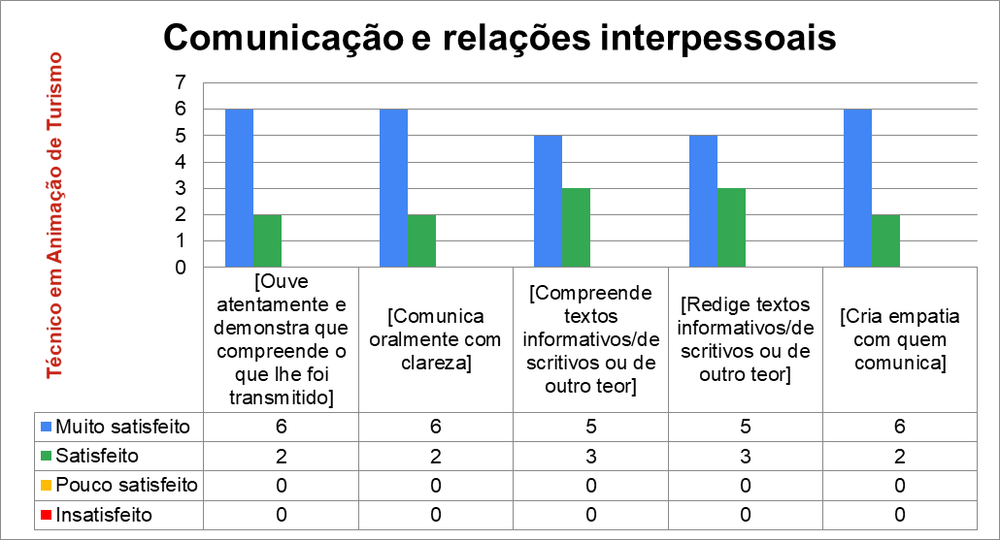 Comunicação e relações interpessoais
Técnico em Animação de Turismo
7
6
5
4
3
2
1
0
[Ouve
atentamente e
demonstra que
compreende o
que lhe foi
transmitido]
[Comunica
oralmente com
clareza]
[Compreende
textos
informativos/de
scritivos ou de
outro teor]
[Redige textos
informativos/de
scritivos ou de
outro teor]
[Cria empatia
com quem
comunica]
Muito satisfeito 6 6 5 5 6
Satisfeito 2 2 3 3 2
Pouco satisfeito 0 0 0 0 0
Insatisfeito 0 0 0 0 0